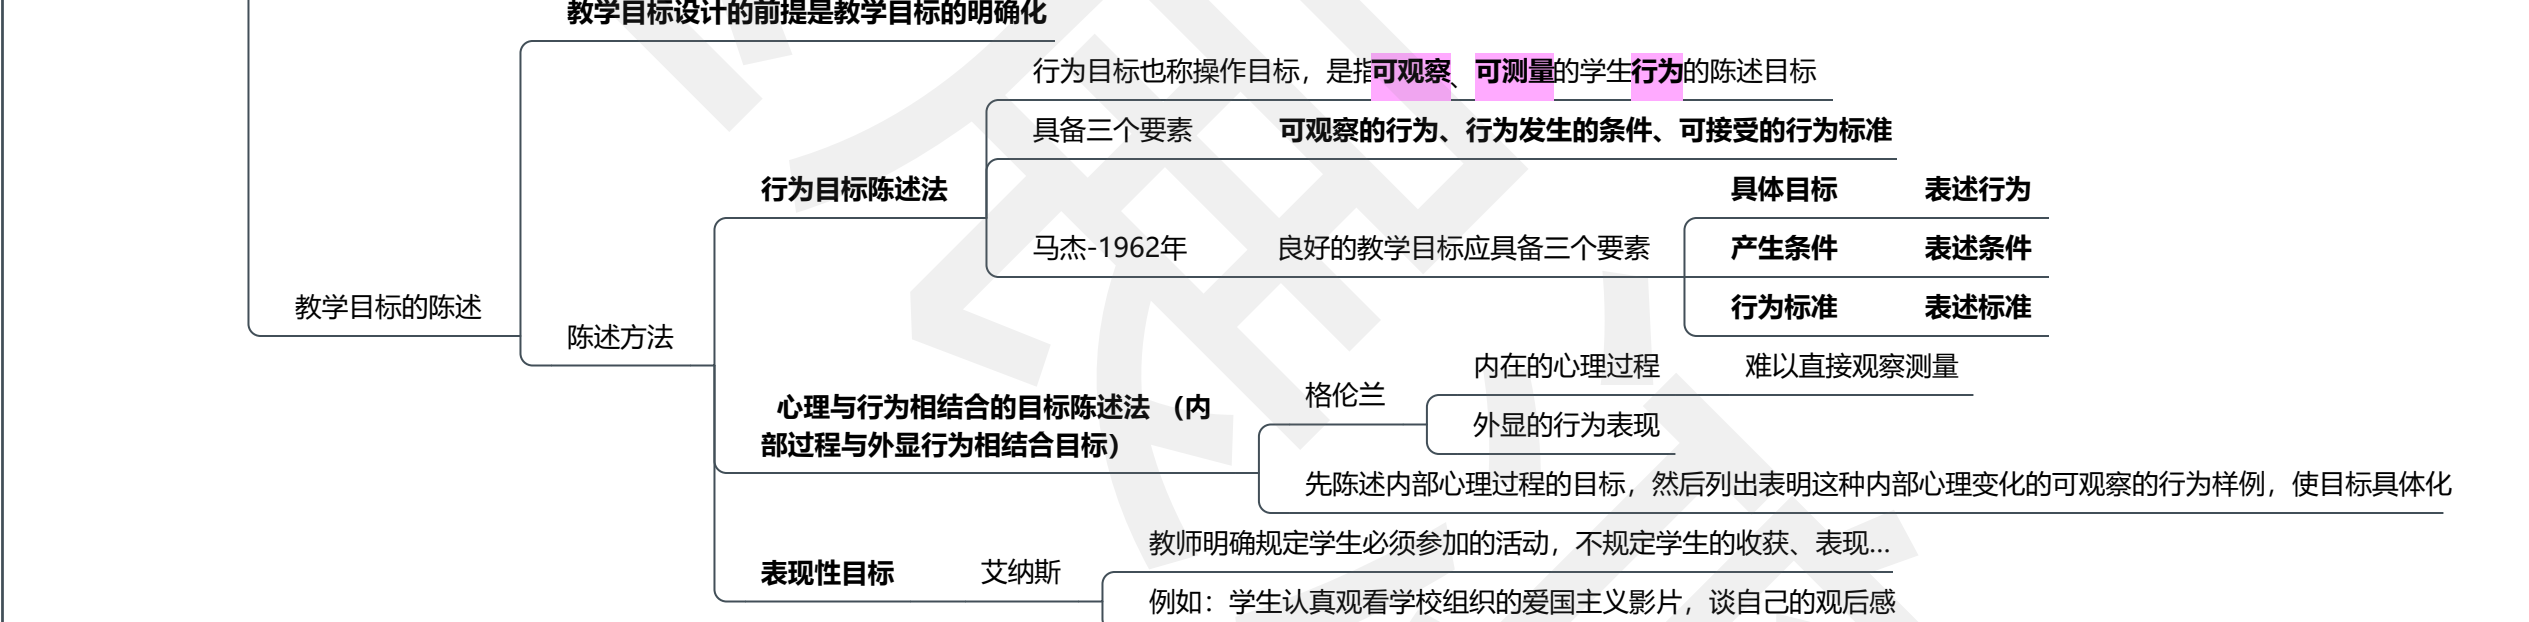 教学目标设计的前提是教学目标的明确化
行为目标也称操作目标，是指可观察、可测量的学生行为的陈述目标
具备三个要素 可观察的行为、行为发生的条件、可接受的行为标准
行为目标陈述法
具体目标 表述行为
马杰-1962年 良好的教学目标应具备三个要素
产生条件 表述条件
行为标准 表述标准
教学目标的陈述
陈述方法
内在的心理过程 难以直接观察测量
格伦兰
外显的行为表现
心理与行为相结合的目标陈述法 （内
部过程与外显行为相结合目标）
先陈述内部心理过程的目标，然后列出表明这种内部心理变化的可观察的行为样例，使目标具体化
教师明确规定学生必须参加的活动，不规定学生的收获、表现...
表现性目标 艾纳斯
例如：学生认真观看学校组织的爱国主义影片，谈自己的观后感